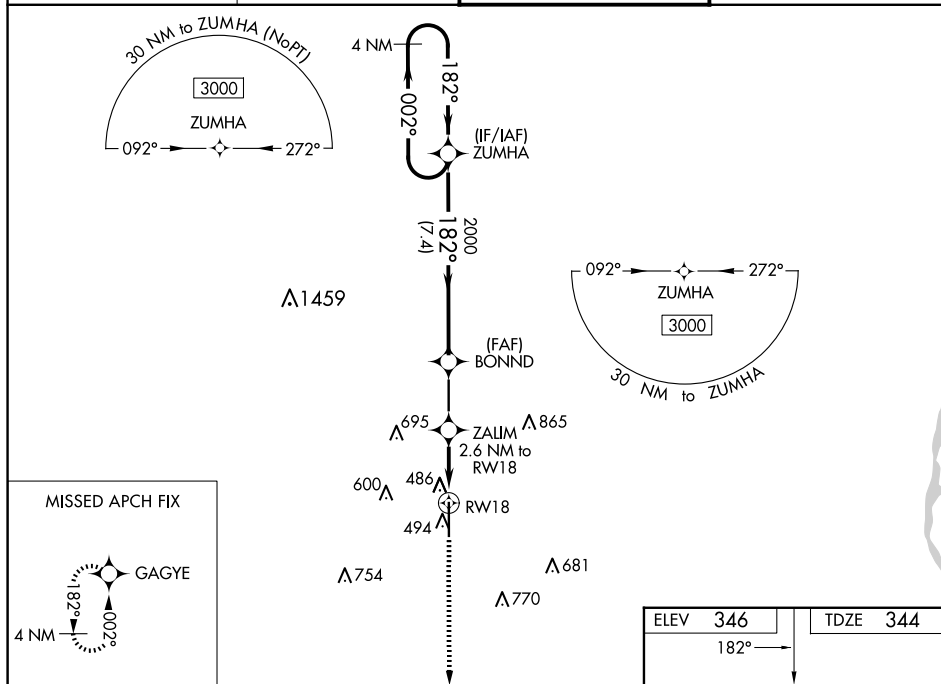 30 NM to ZUMHA (NoPT)
3000
ZUMHA
092°
272°
4 NM
182°
002°
(IF/IAF)
ZUMHA
2000
182°
(7.4)
1459
092°
272°
ZUMHA
3000
30 NM to ZUMHA
(FAF)
BONND
695
ZALIM
2.6 NM to
RW18
865
600
486
RW18
494
754
681
770
MISSED APCH FIX
GAGYE
182°
002°
4 NM
ELEV 346
TDZE 344
182°